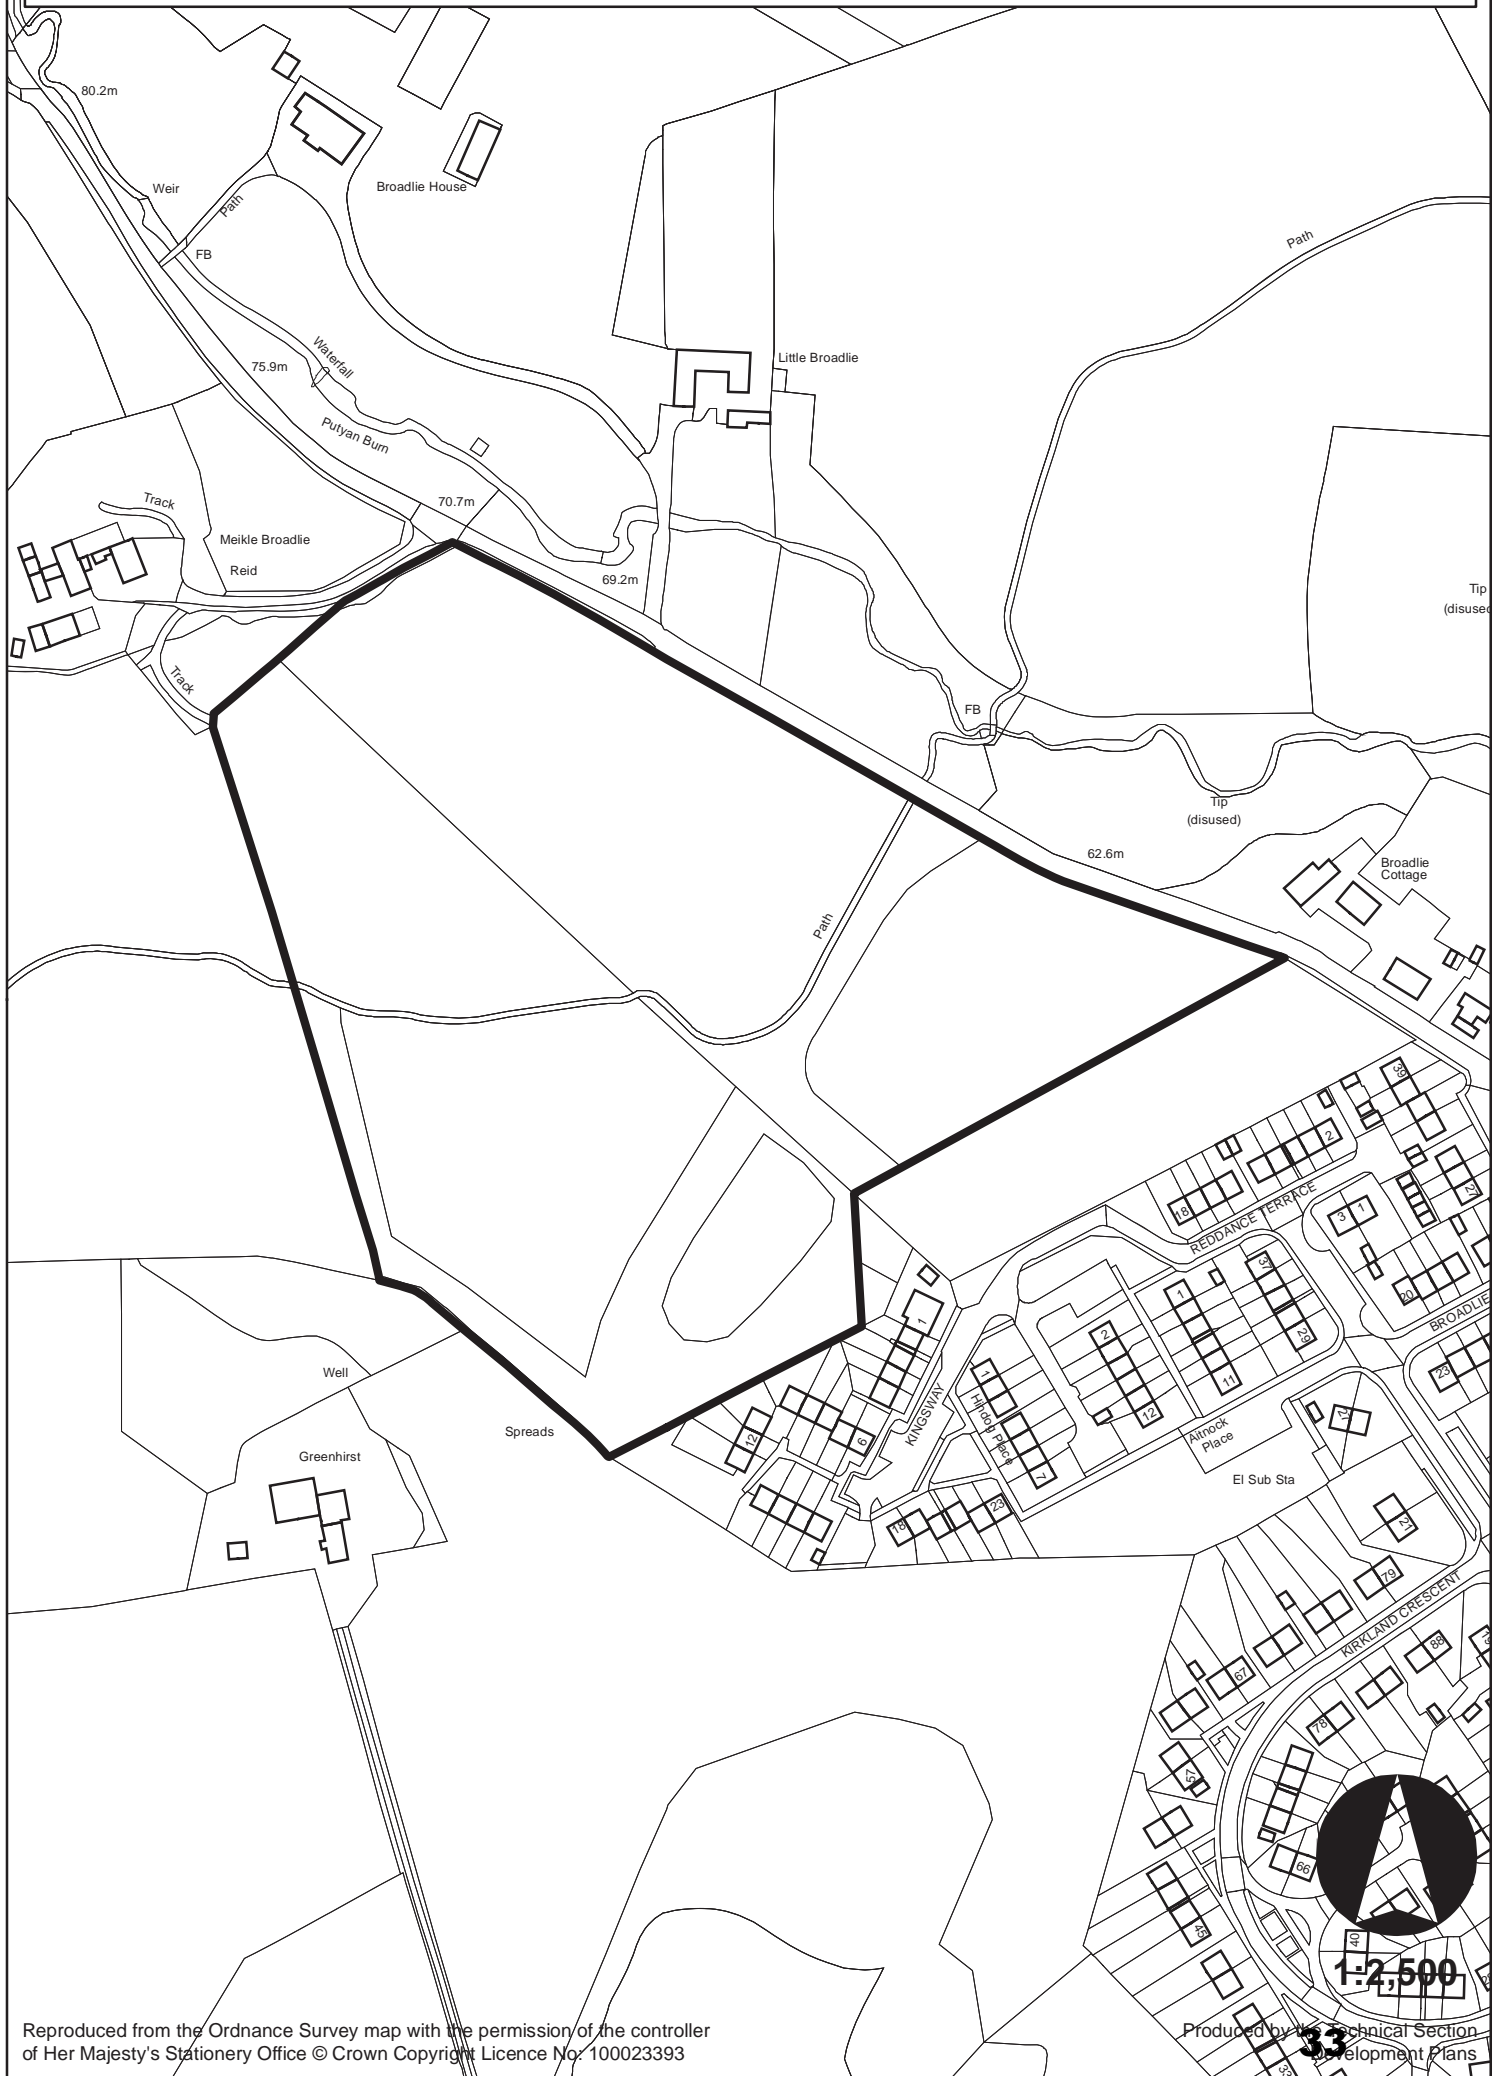 80.2m
Weir
Path
Broadlie House
FB
Path
Waterfall
75.9m
Little Broadlie
Putyan Burn
Track
70.7m
Meikle Broadlie
Reid
69.2m
Tip
(disused
Track
FB
Tip
(disused)
62.6m
Broadlie
Cottage
Path
39
2
18
REDDANCE TERRACE
3
1
27
37
1
20
BROADLIE
1
2
29
23
Well
1
11
KINGSWAY
Hindog Place
12
Spreads
12
6
Aitnock
Place
27
Greenhirst
7
El Sub Sta
23
18
21
79
KIRKLAND CRESCENT
88
67
78
57
66
45
40
1:2,500
Reproduced from the Ordnance Survey map with the permission of the controller
of Her Majesty's Stationery Office © Crown Copyright Licence No: 100023393
Produced by the Technical Section
Development Plans
33
33